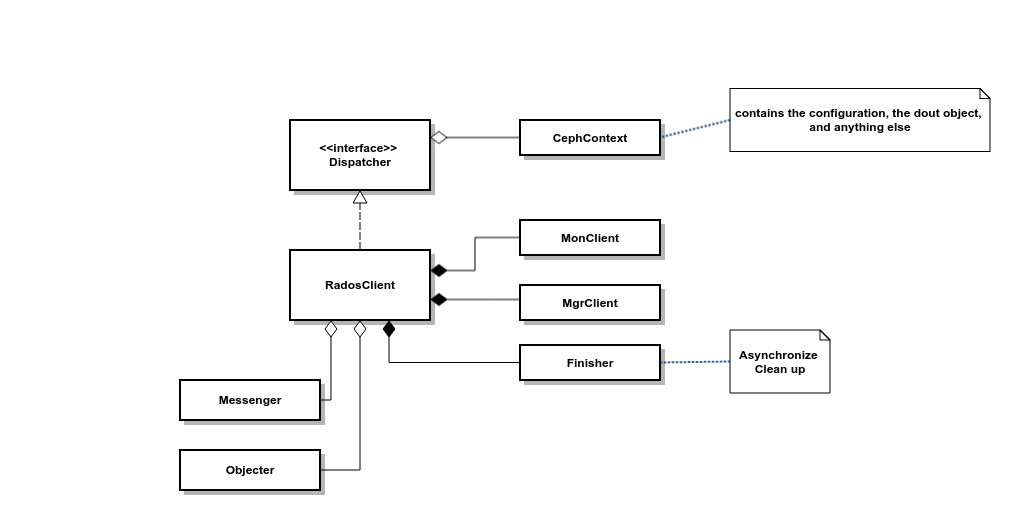 contains the configuration, the dout object,
and anything else
<<interface>>
Dispatcher
CephContext
MonClient
RadosClient
MgrClient
Asynchronize
Clean up
Finisher
Messenger
Objecter